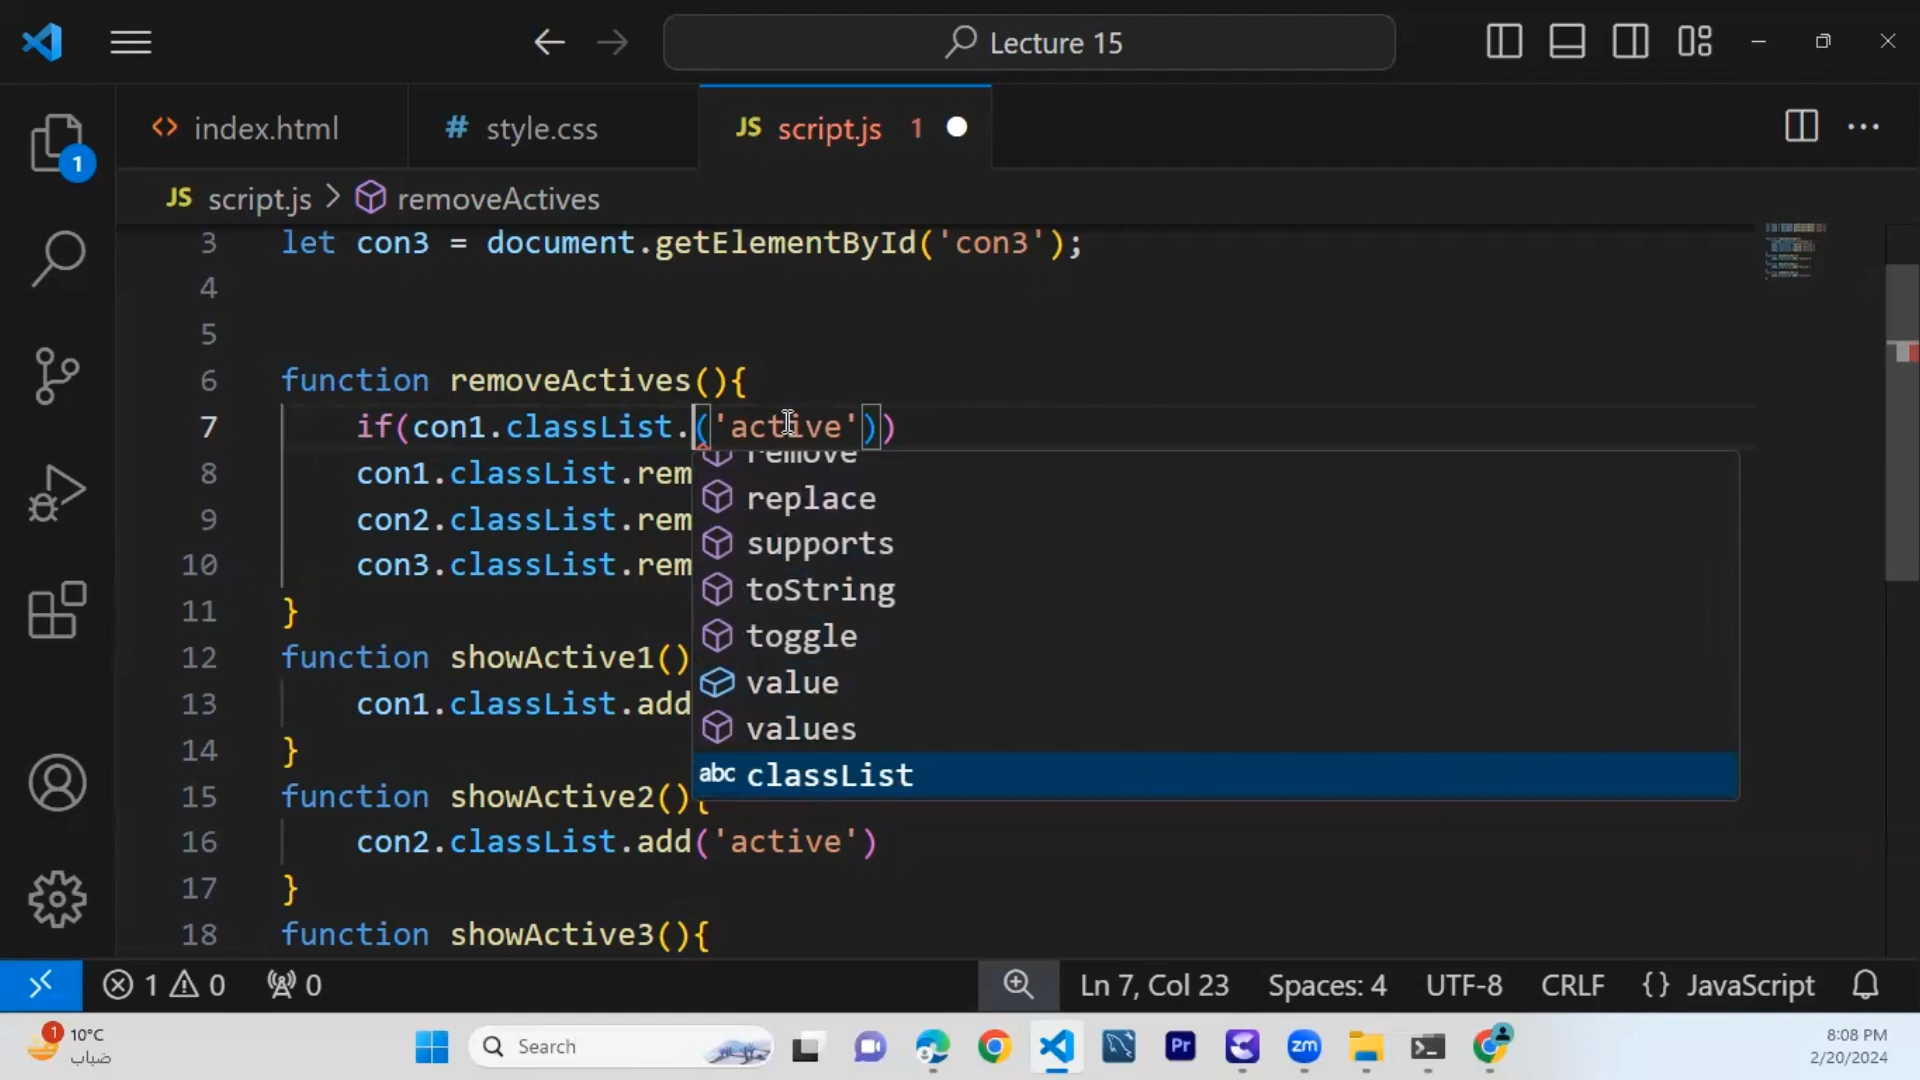 Lecture 15
index.html
# style.css
JS script.js 1
JS script.js > removeActives
3 let con3 = document.getElementById('con3');
4
5
6 function removeActives(){
7 if(con1.classList.('active'))
remove
8 con1.classList.rem
replace
9 con2.classList.rem
supports
10 con3.classList.rem
toString
11 }
toggle
12 function showActive1()
value
13 con1.classList.add
values
14 }
abc classList
15 function showActive2(){
16 con2.classList.add('active')
17 }
18 function showActive3(){
1
1 0 0
Ln 7, Col 23 Spaces: 4 UTF-8 CRLF {} JavaScript
1
10°C
ضباب
Search
Pr
zm
8:08 PM
2/20/2024